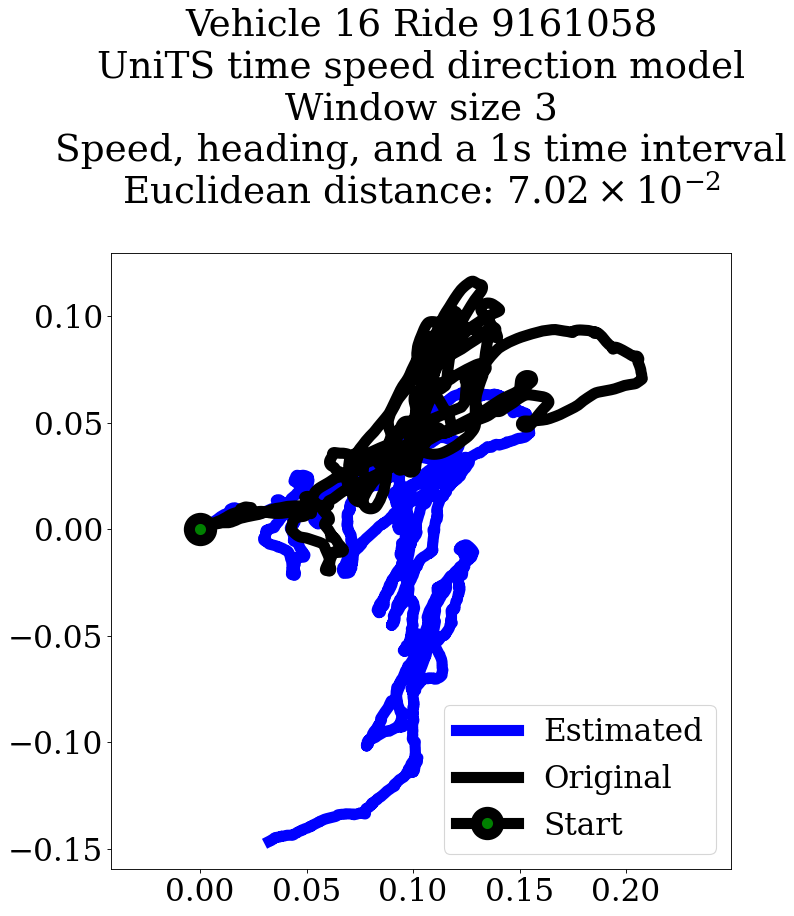 Vehicle 16 Ride 9161058
UniTS time speed direction model
Window size 3
Speed, heading, and a 1s time interval
Euclidean distance: 7.02 × 10⁻²
0.10
0.05
0.00
−0.05
−0.10
−0.15
Estimated
Original
Start
0.00 0.05 0.10 0.15 0.20